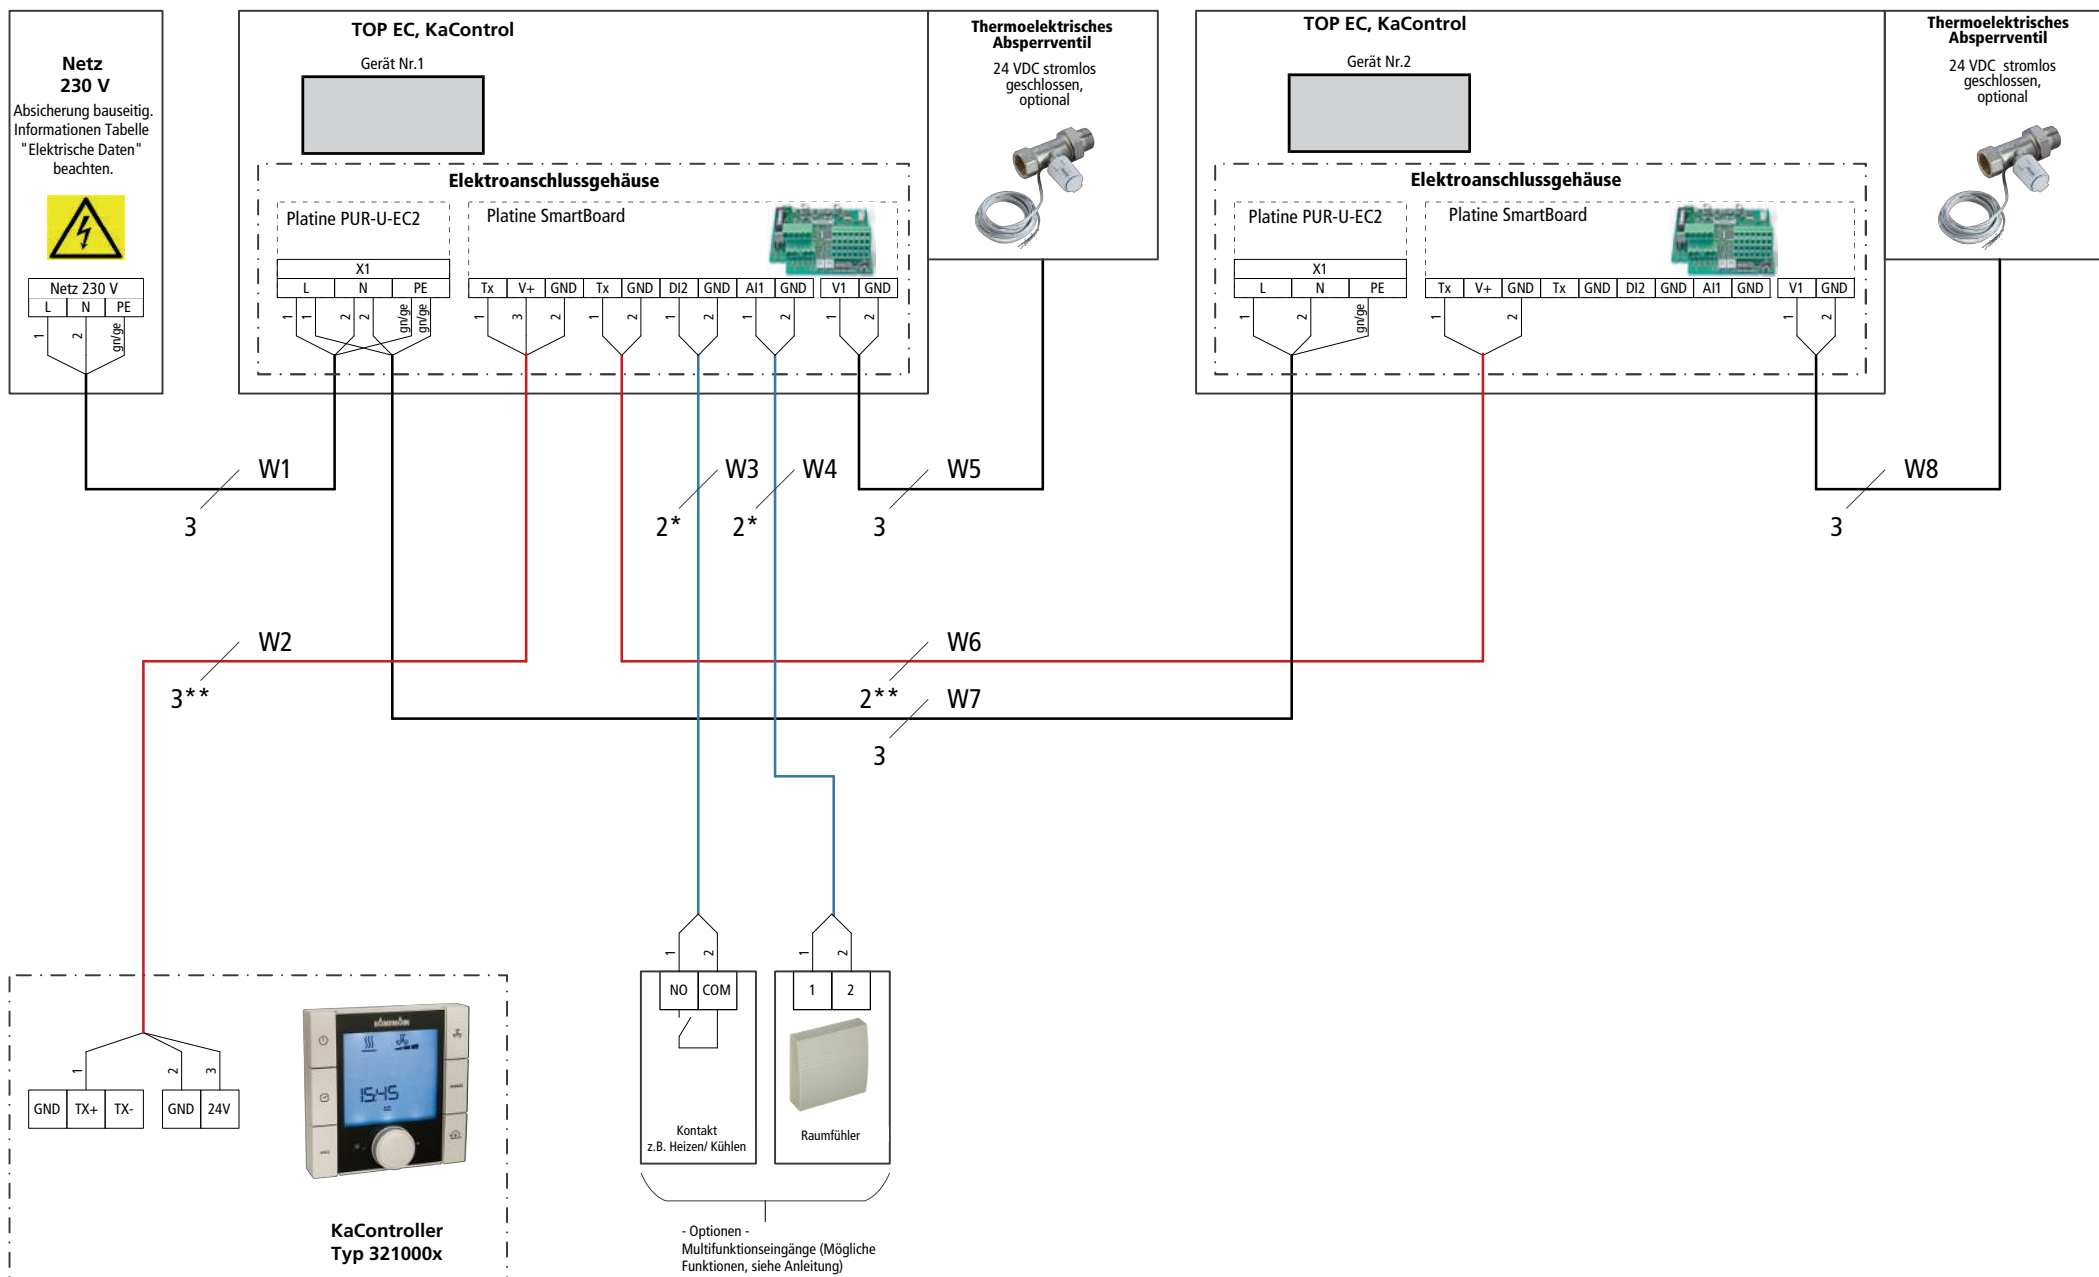 Netz
230 V
Absicherung bauseitig.
Informationen Tabelle
"Elektrische Daten"
beachten.
Netz 230 V
L N PE
1 2 gn/ge
TOP EC, KaControl
Gerät Nr.1
Elektroanschlussgehäuse
Platine PUR-U-EC2
Platine SmartBoard
X1
L N PE
Tx V+ GND Tx GND DI2 GND AI1 GND V1 GND
1 1 2 2 gn/ge gn/ge 1 3 2 1 2 1 2 1 2 1 2
Thermoelektrisches
Absperrventil
24 VDC stromlos
geschlossen,
optional
TOP EC, KaControl
Gerät Nr.2
Elektroanschlussgehäuse
Platine PUR-U-EC2
Platine SmartBoard
X1
L N PE
Tx V+ GND Tx GND DI2 GND AI1 GND V1 GND
1 2 gn/ge 1 2 1 2
Thermoelektrisches
Absperrventil
24 VDC stromlos
geschlossen,
optional
W1
3
W3
2*
W4
2*
W5
3
W8
3
W2
3**
W6
2**
W7
3
1 2 3
GND TX+ TX- GND 24V
15:45
KaController
Typ 321000x
1 2
NO COM
Kontakt
z.B. Heizen/ Kühlen
1 2
1 2
Raumfühler
- Optionen -
Multifunktionseingänge (Mögliche
Funktionen, siehe Anleitung)